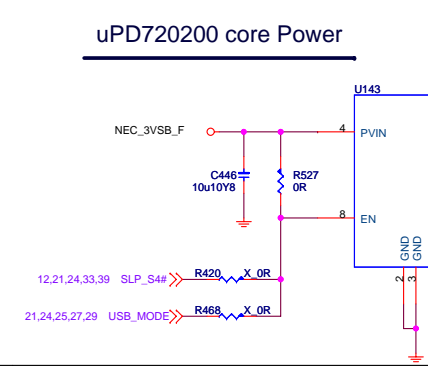 uPD720200 core Power
U143
NEC_3VSB_F
4 PVIN
C446
10u10Y8
R527
0R
8 EN
GND
GND
2
3
12,21,24,33,39 SLP_S4# R420 X_0R
21,24,25,27,29 USB_MODE R468 X_0R